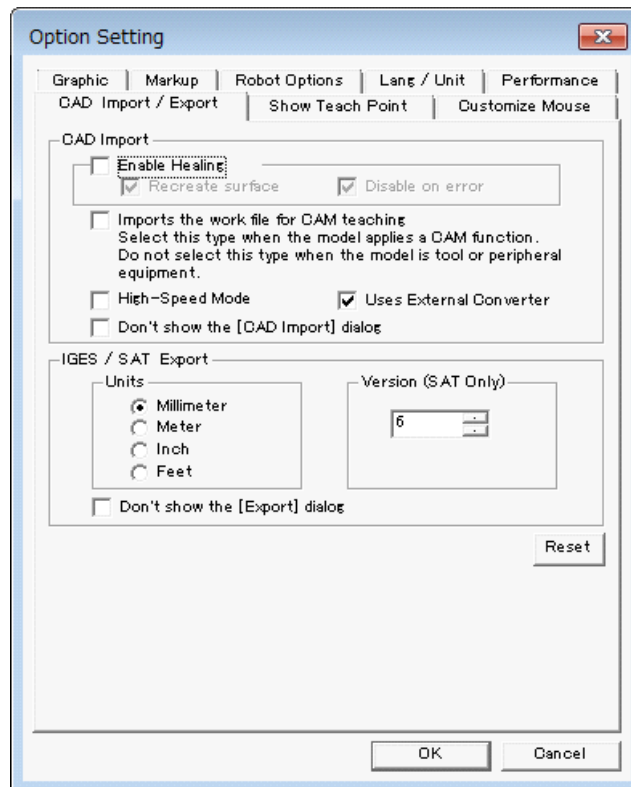 Option Setting
Graphic Markup Robot Options Lang / Unit Performance
CAD Import / Export Show Teach Point Customize Mouse
CAD Import
Enable Healing
Recreate surface Disable on error
Imports the work file for CAM teaching
Select this type when the model applies a CAM function.
Do not select this type when the model is tool or peripheral
equipment.
High-Speed Mode Uses External Converter
Don't show the [CAD Import] dialog
IGES / SAT Export
Units Version (SAT Only)
Millimeter 6
Meter
Inch
Feet
Don't show the [Export] dialog
Reset
OK Cancel